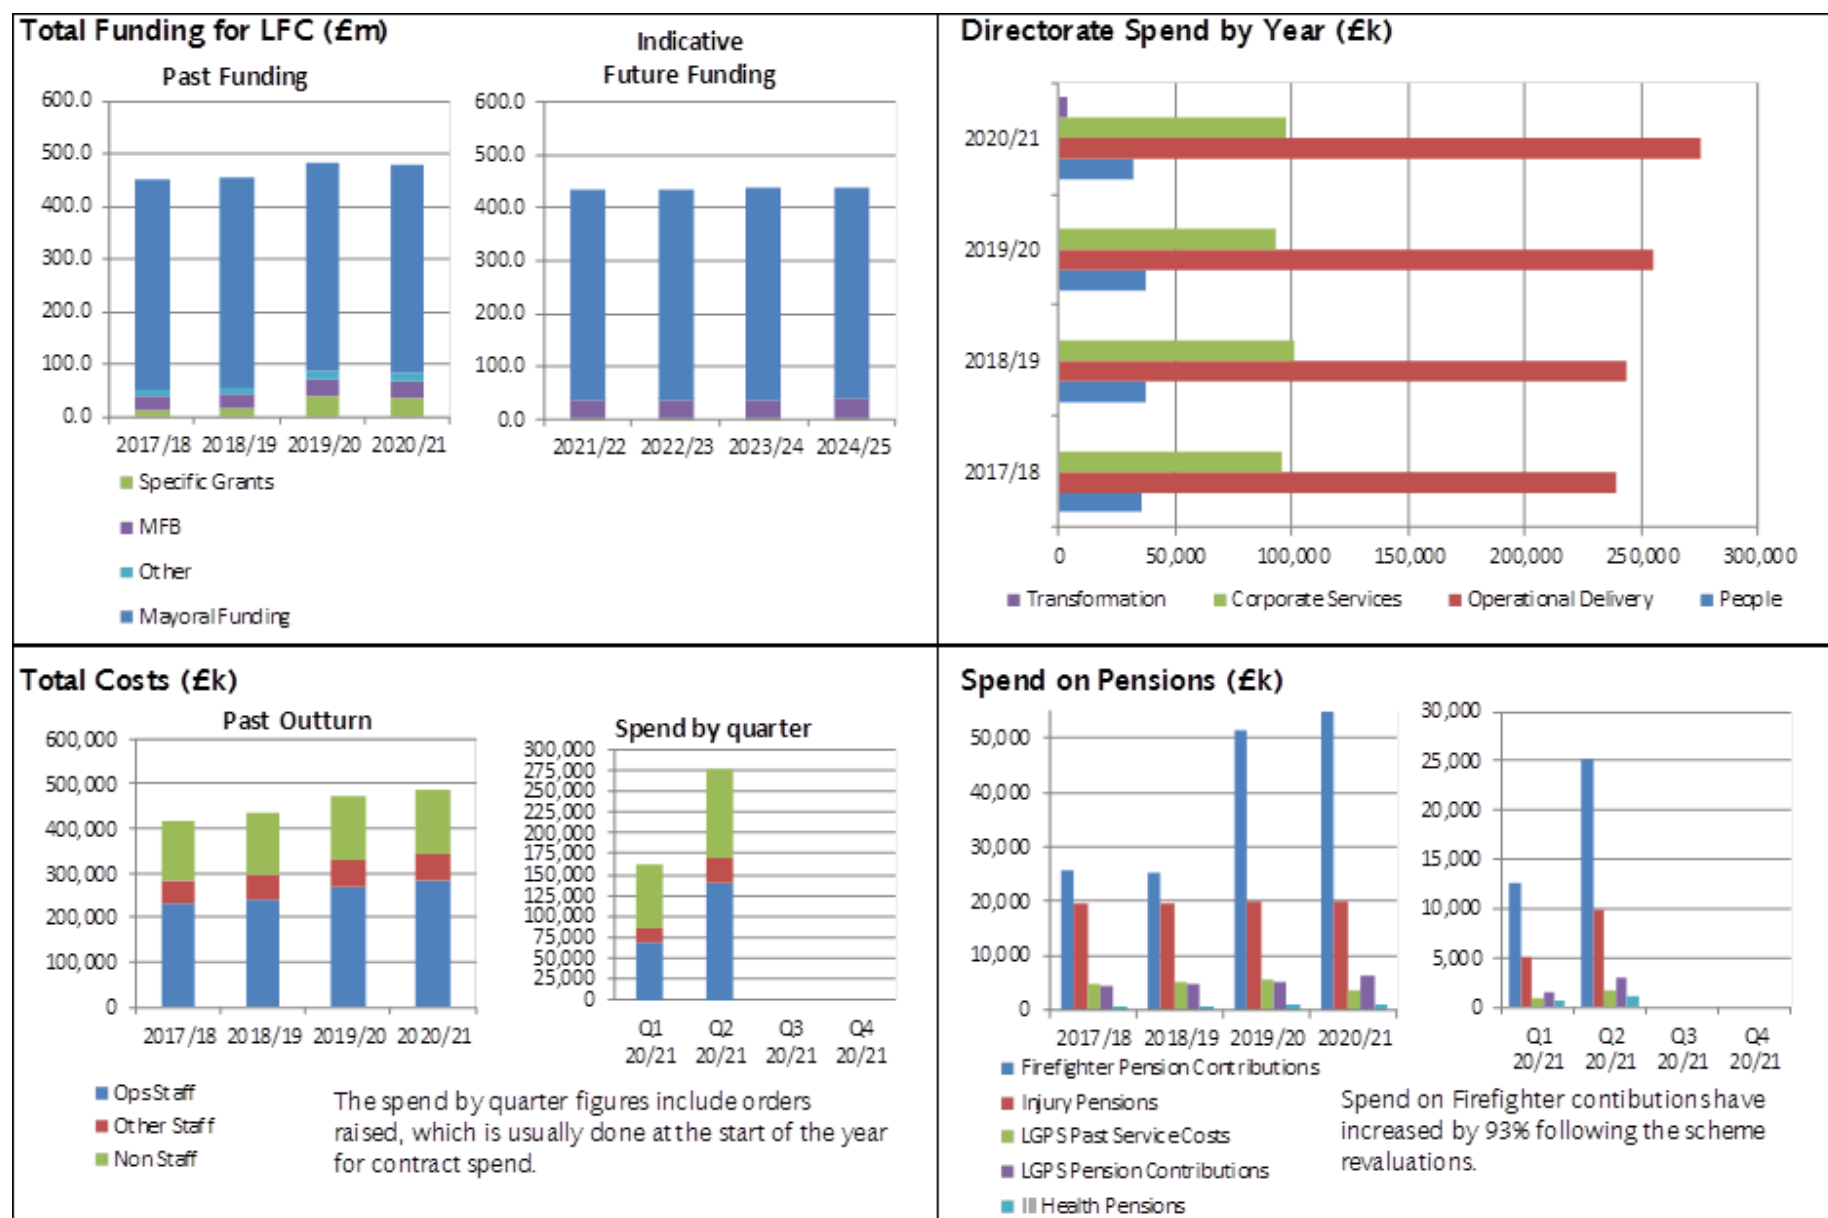 Total Funding for LFC (£m)
Past Funding
Indicative
Future Funding
600.0
500.0
400.0
300.0
200.0
100.0
0.0
2017/18 2018/19 2019/20 2020/21
600.0
500.0
400.0
300.0
200.0
100.0
0.0
2021/22 2022/23 2023/24 2024/25
Specific Grants
MFB
Other
Mayoral Funding
Directorate Spend by Year (£k)
2020/21
2019/20
2018/19
2017/18
0 50,000 100,000 150,000 200,000 250,000 300,000
Transformation Corporate Services Operational Delivery People
Total Costs (£k)
Past Outturn
600,000
500,000
400,000
300,000
200,000
100,000
0
2017/18 2018/19 2019/20 2020/21
Spend by quarter
300,000
275,000
250,000
225,000
200,000
175,000
150,000
125,000
100,000
75,000
50,000
25,000
0
Q1 Q2 Q3 Q4
20/21 20/21 20/21 20/21
Ops Staff
Other Staff
Non Staff
The spend by quarter figures include orders
raised, which is usually done at the start of the year
for contract spend.
Spend on Pensions (£k)
50,000
40,000
30,000
20,000
10,000
0
2017/18 2018/19 2019/20 2020/21
30,000
25,000
20,000
15,000
10,000
5,000
0
Q1 Q2 Q3 Q4
20/21 20/21 20/21 20/21
Firefighter Pension Contributions
Injury Pensions
LGPS Past Service Costs
LGPS Pension Contributions
Ill Health Pensions
Spend on Firefighter contibutions have
increased by 93% following the scheme
revaluations.